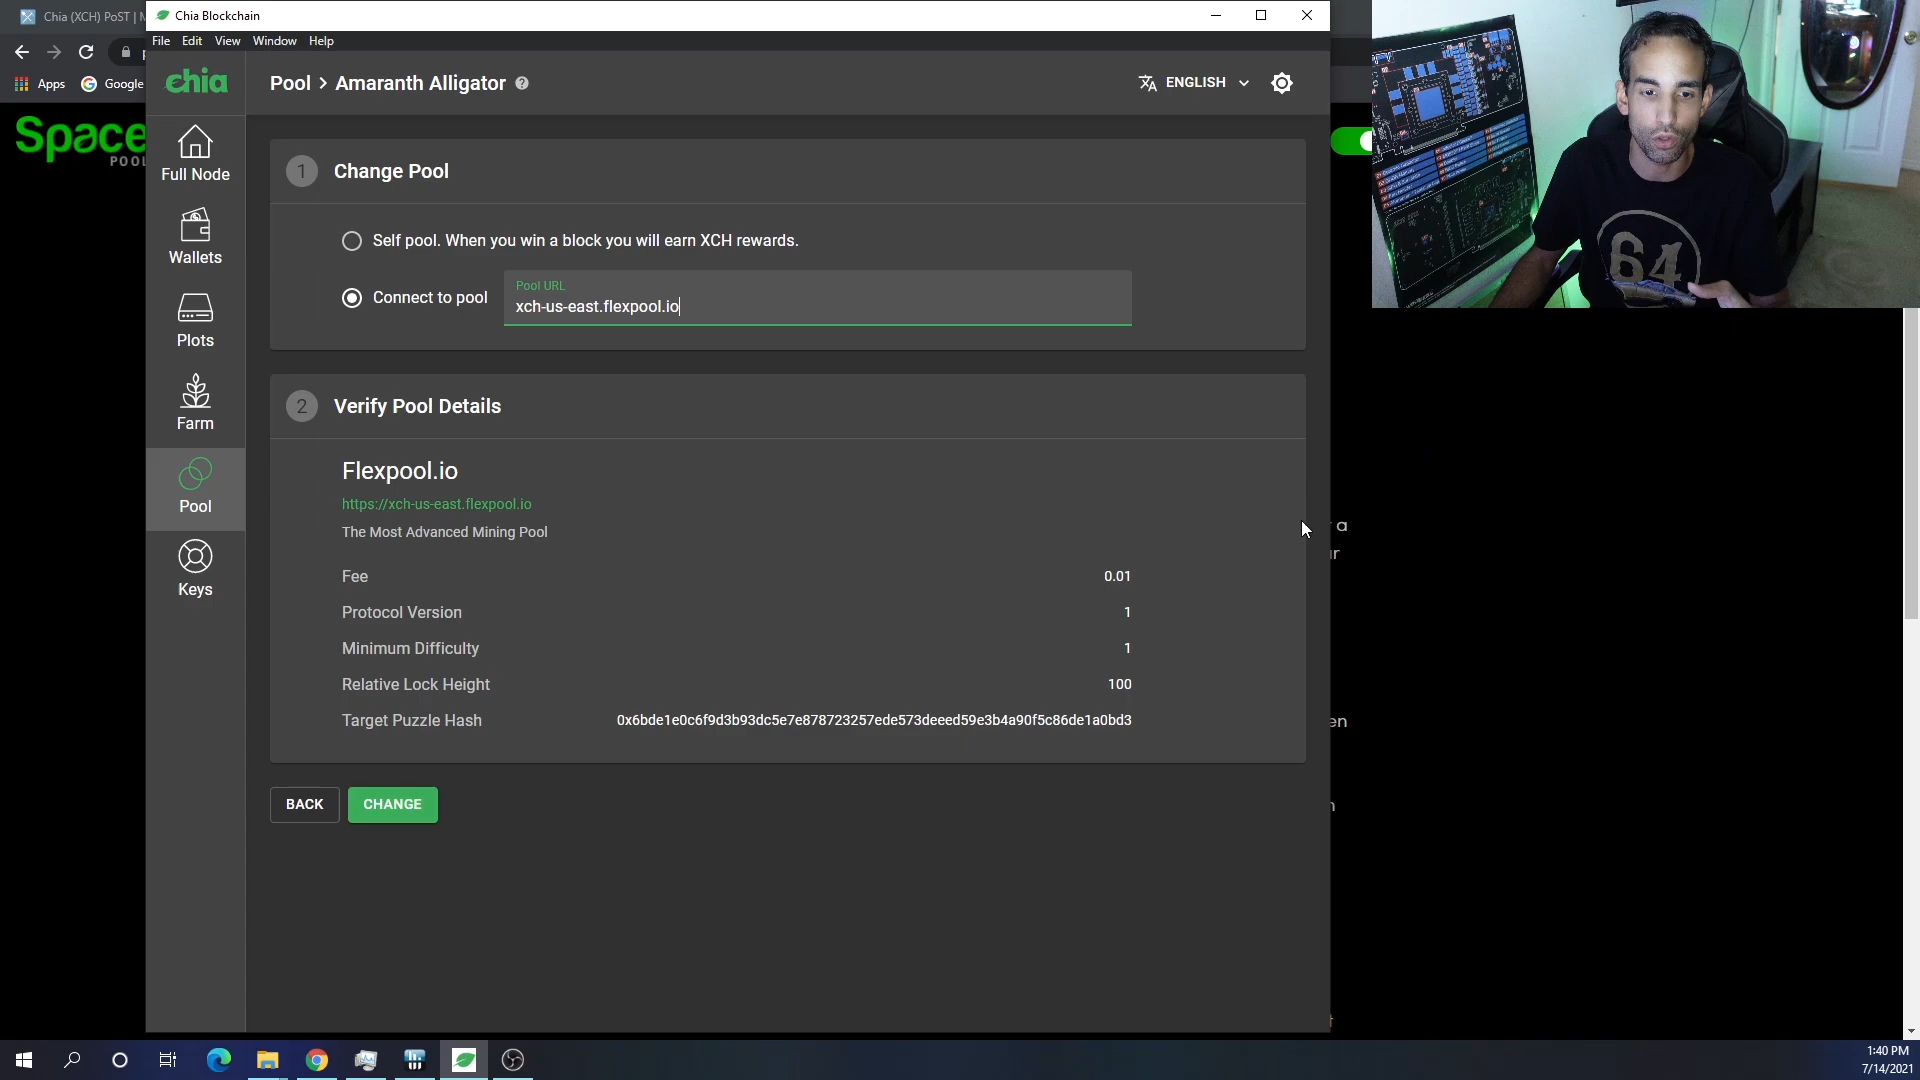 Chia (XCH) PoST |
Chia Blockchain
File Edit View Window Help
Apps Google
chia
Pool > Amaranth Alligator
ENGLISH
Space
POOL
Full Node
Wallets
Plots
Farm
Pool
Keys
1 Change Pool
Self pool. When you win a block you will earn XCH rewards.
Connect to pool
Pool URL
xch-us-east.flexpool.io
2 Verify Pool Details
Flexpool.io
https://xch-us-east.flexpool.io
The Most Advanced Mining Pool
Fee 0.01
Protocol Version 1
Minimum Difficulty 1
Relative Lock Height 100
Target Puzzle Hash 0x6bde1e0c6f9d3b93dc5e7e878723257ede573deeed59e3b4a90f5c86de1a0bd3
BACK CHANGE
a
en
64
1:40 PM
7/14/2021